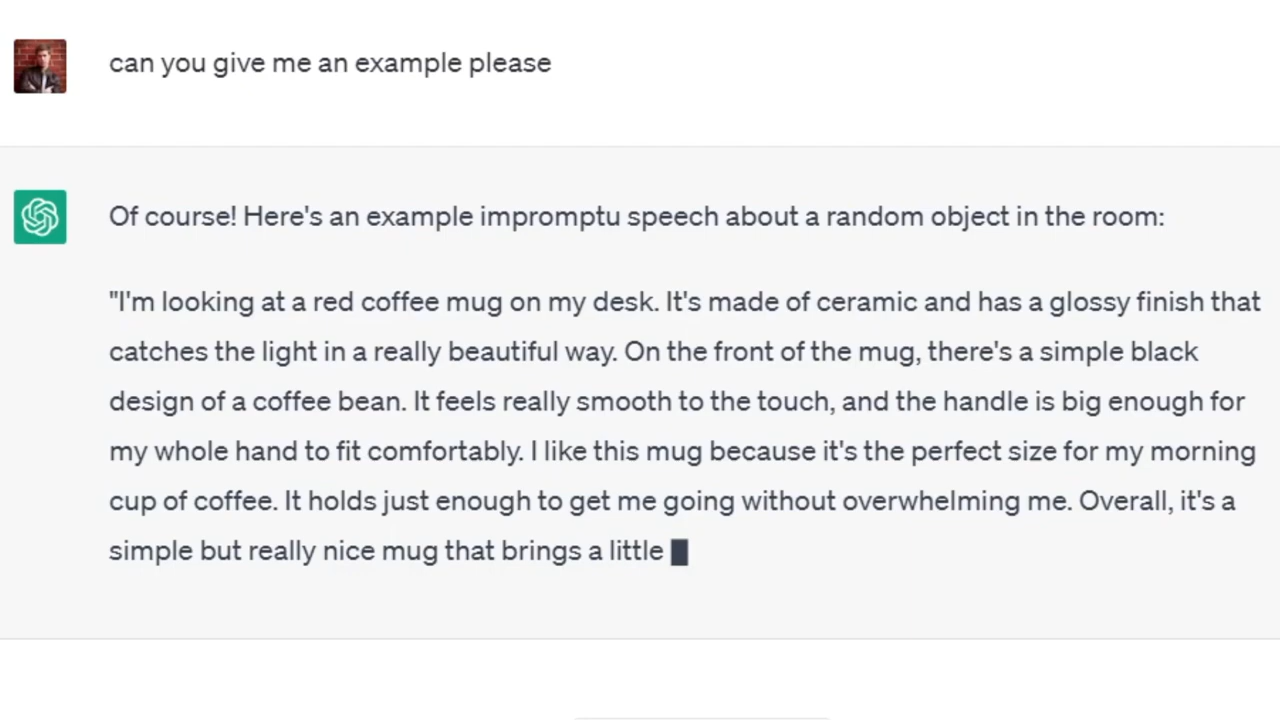 can you give me an example please
Of course! Here's an example impromptu speech about a random object in the room:
"I'm looking at a red coffee mug on my desk. It's made of ceramic and has a glossy finish that
catches the light in a really beautiful way. On the front of the mug, there's a simple black
design of a coffee bean. It feels really smooth to the touch, and the handle is big enough for
my whole hand to fit comfortably. I like this mug because it's the perfect size for my morning
cup of coffee. It holds just enough to get me going without overwhelming me. Overall, it's a
simple but really nice mug that brings a little